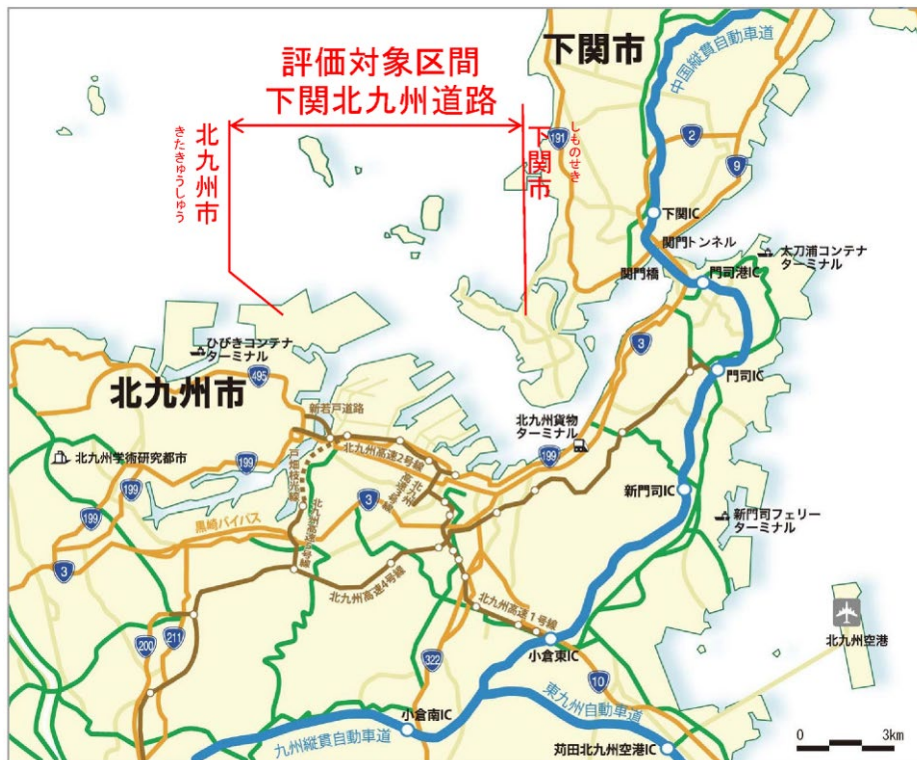 評価対象区間
下関北九州道路
下関市
中国縦貫自動車道
北九州市
きたきゅうしゅう
下関市
しものせき
191
2
9
下関IC
関門トンネル
関門橋
門司港IC
太刀浦コンテナ
ターミナル
3
門司IC
ひびきコンテナ
ターミナル
495
北九州市
新若戸道路
北九州貨物
ターミナル
199
北九州高速2号線
北九州学術研究都市
199
戸畑枝光線
199
199
3
黒崎バイパス
新門司IC
新門司フェリー
ターミナル
3
北九州高速4号線
北九州高速1号線
200
211
322
小倉東IC
北九州空港
10
小倉南IC
東九州自動車道
九州縦貫自動車道
苅田北九州空港IC
0
3km